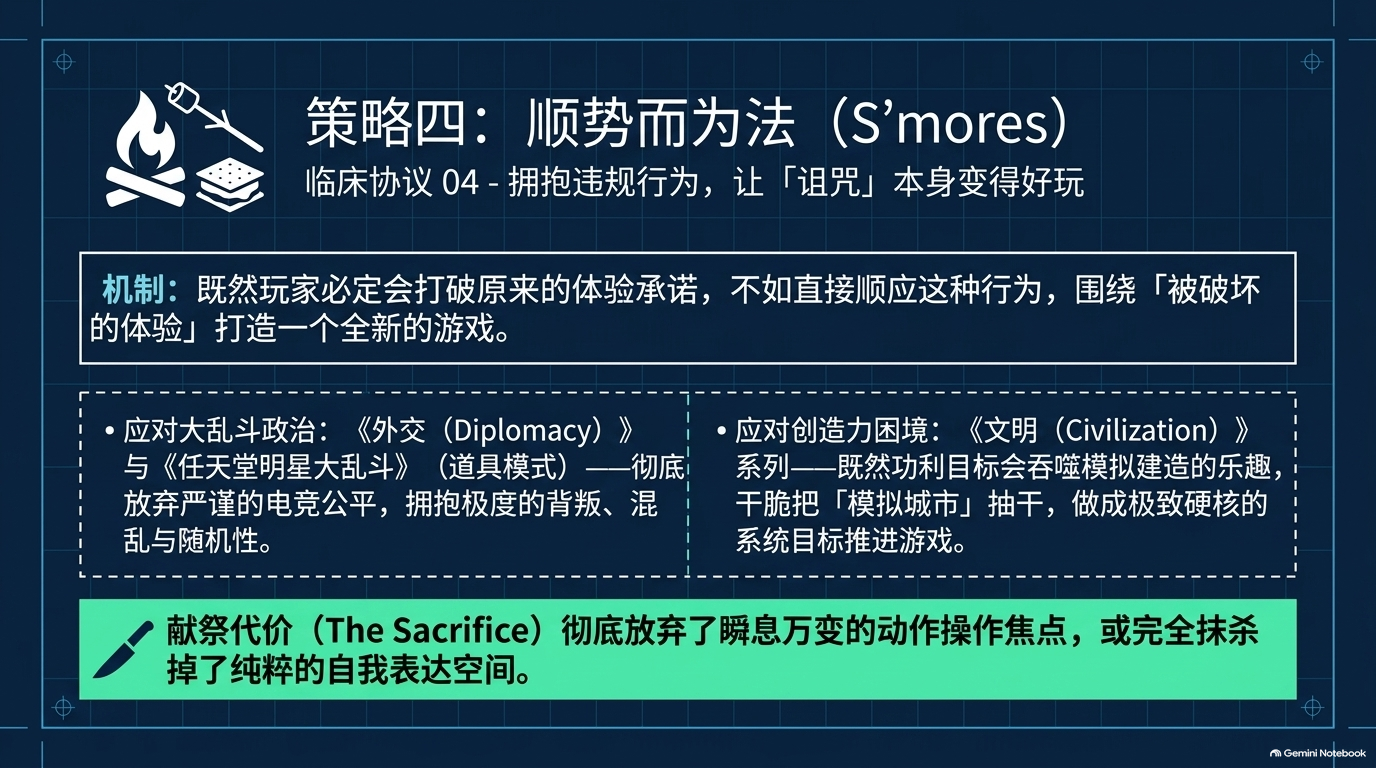 策略四：顺势而为法（S’mores）
临床协议 04 - 拥抱违规行为，让「诅咒」本身变得好玩
机制：既然玩家必定会打破原来的体验承诺，不如直接顺应这种行为，围绕「被破坏
的体验」打造一个全新的游戏。
• 应对大乱斗政治：《外交（Diplomacy）》
与《任天堂明星大乱斗》（道具模式）——彻底
放弃严谨的电竞公平，拥抱极度的背叛、混
乱与随机性。
• 应对创造力困境：《文明（Civilization）》
系列——既然功利目标会吞噬模拟建造的乐趣，
干脆把「模拟城市」抽干，做成极致硬核的
系统目标推进游戏。
献祭代价（The Sacrifice）彻底放弃了瞬息万变的动作操作焦点，或完全抹杀
掉了纯粹的自我表达空间。
Gemini Notebook